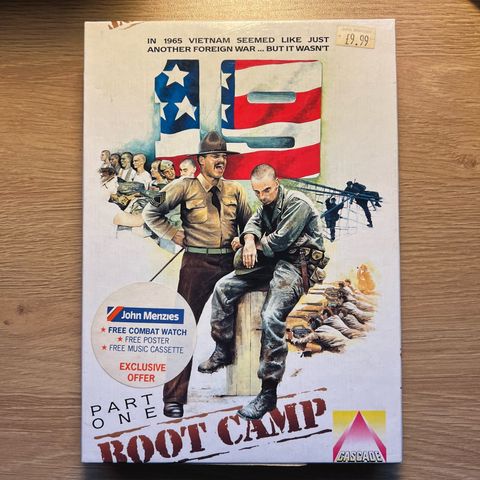 IN 1965 VIETNAM SEEMED LIKE JUST
ANOTHER FOREIGN WAR ... BUT IT WASN'T
£9.99
19
John Menzies
★ FREE COMBAT WATCH
★ FREE POSTER
★ FREE MUSIC CASSETTE
EXCLUSIVE
OFFER
PART
ONE
BOOT CAMP
CASCADE